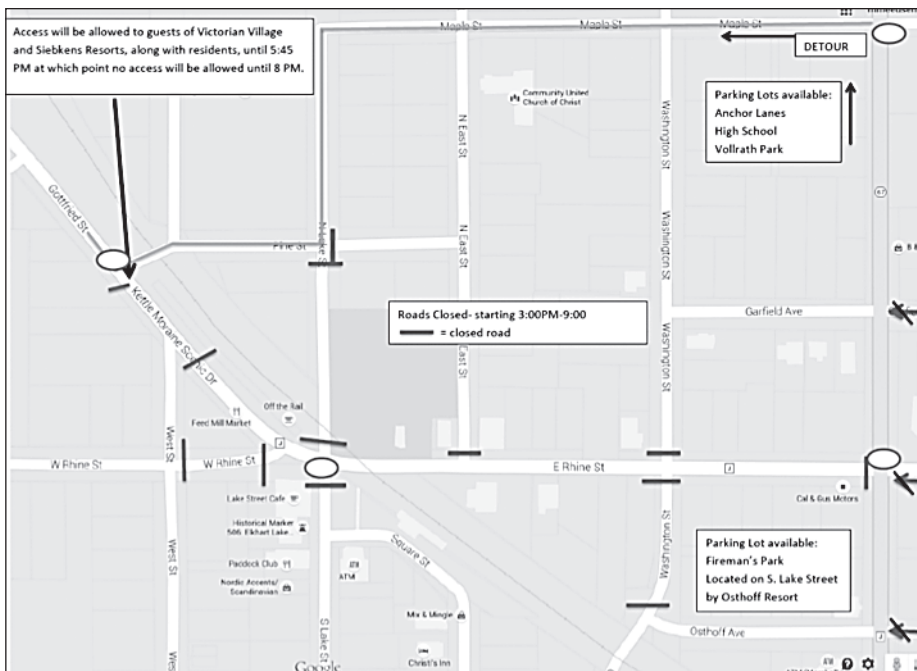 Access will be allowed to guests of Victorian Village
and Siebkens Resorts, along with residents, until 5:45
PM at which point no access will be allowed until 8 PM.
Maple St
Maple St
Maple St
DETOUR
Parking Lots available:
Anchor Lanes
High School
Vollrath Park
Community United
Church of Christ
N East St
Washington St
Gottfried St
N Lake St
Pine St
N East St
Washington St
67
Roads Closed- starting 3:00PM-9:00
= closed road
Garfield Ave
Kettle Moraine Scenic Dr
East St
Washington St
Off the Rail
Feed Mill Market
West St
J
W Rhine St
W Rhine St
E Rhine St
J
Cal & Gus Motors
Lake Street Cafe
Historical Marker
506. Elkhart Lake...
Square St
Washington St
Parking Lot available:
Fireman's Park
Located on S. Lake Street
by Osthoff Resort
West St
Paddock Club
ATM
Nordic Accents/
Scandinavian
Mix & Mingle
S Lake St
Osthoff Ave
J
Christi's Inn
West
Google